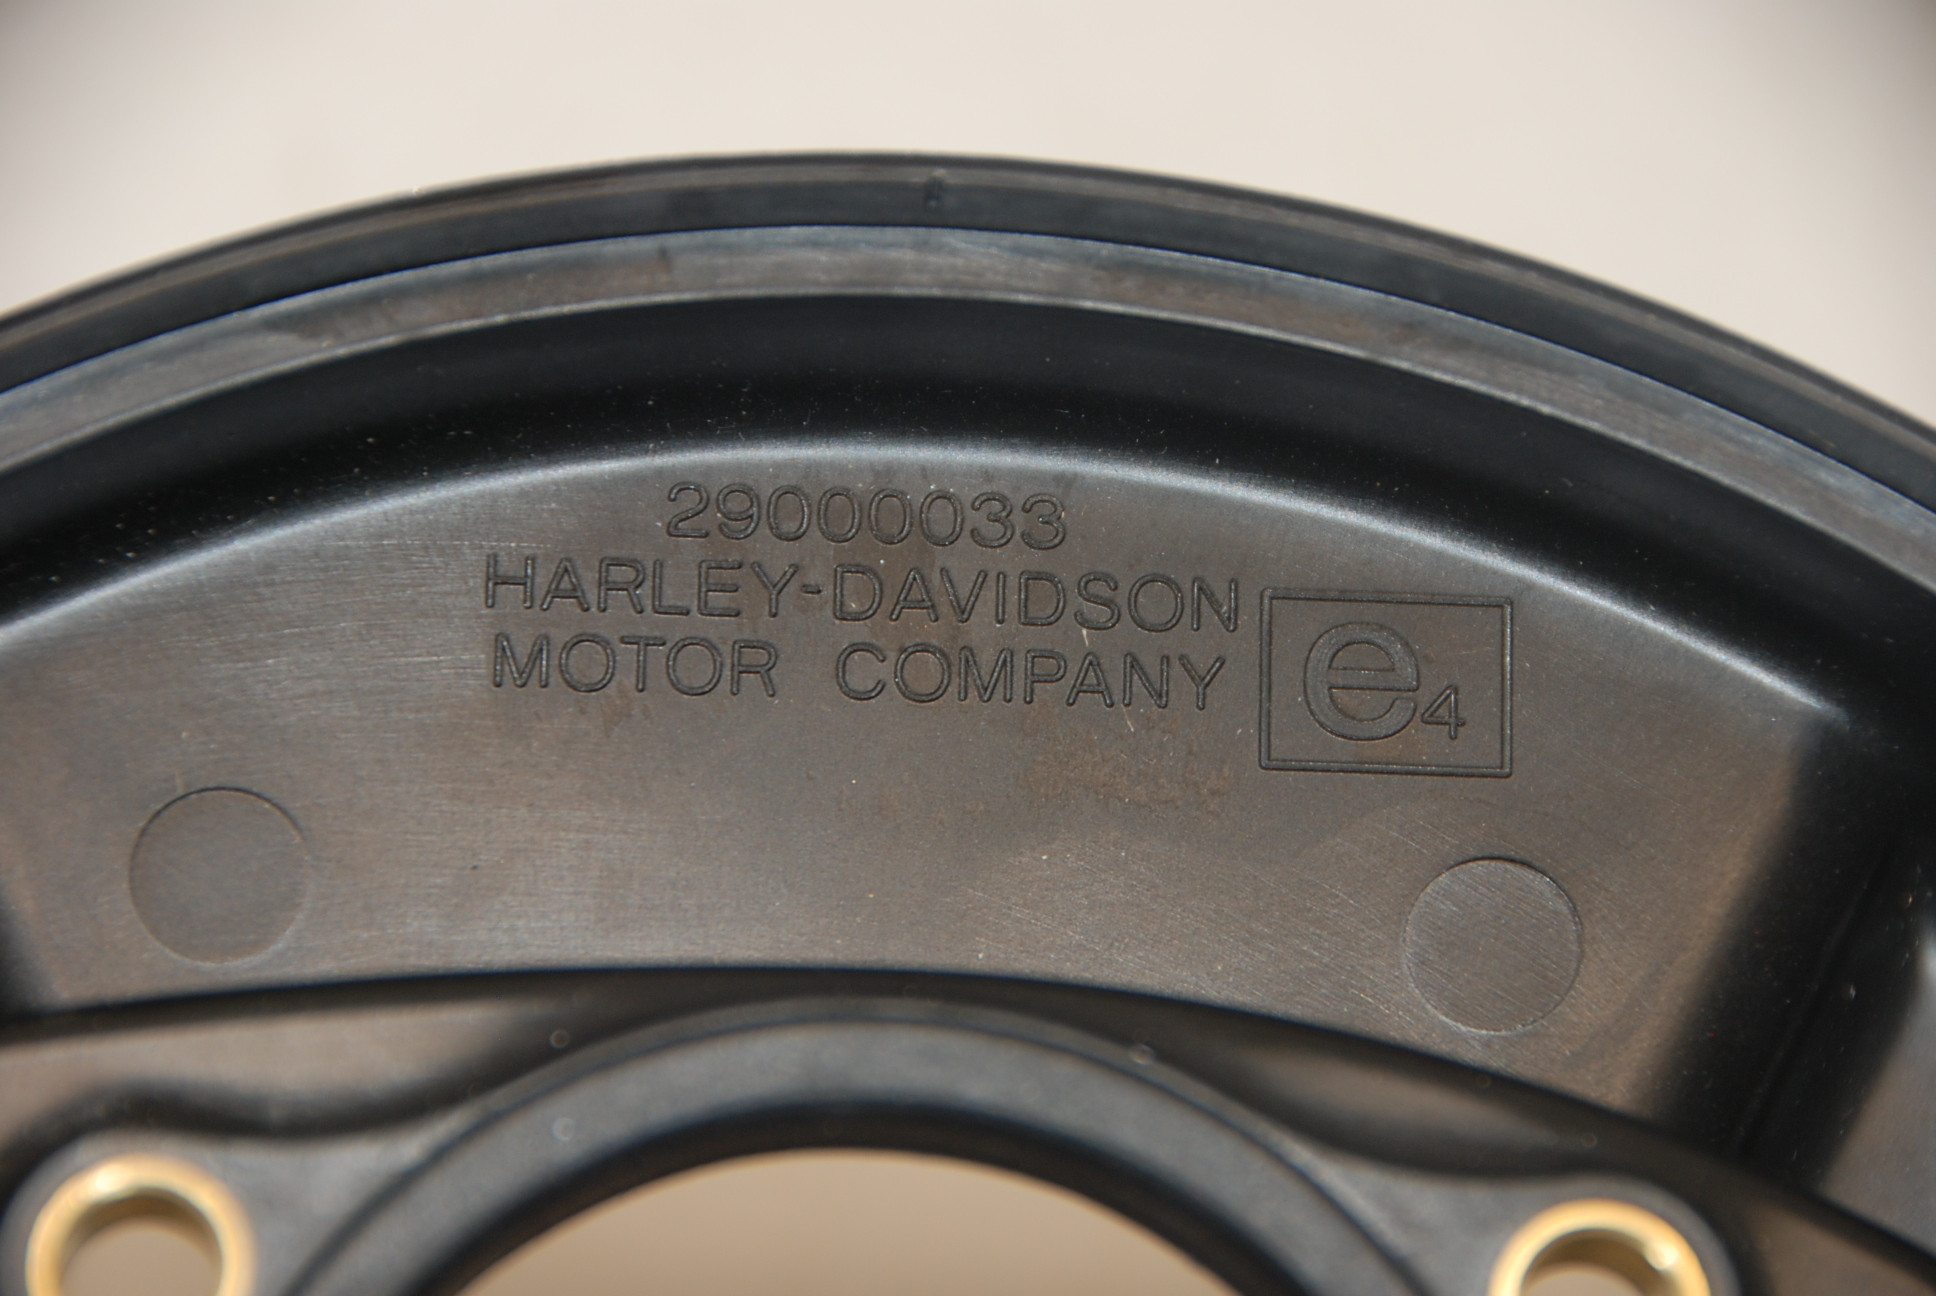 29000033
HARLEY-DAVIDSON
MOTOR COMPANY
e4